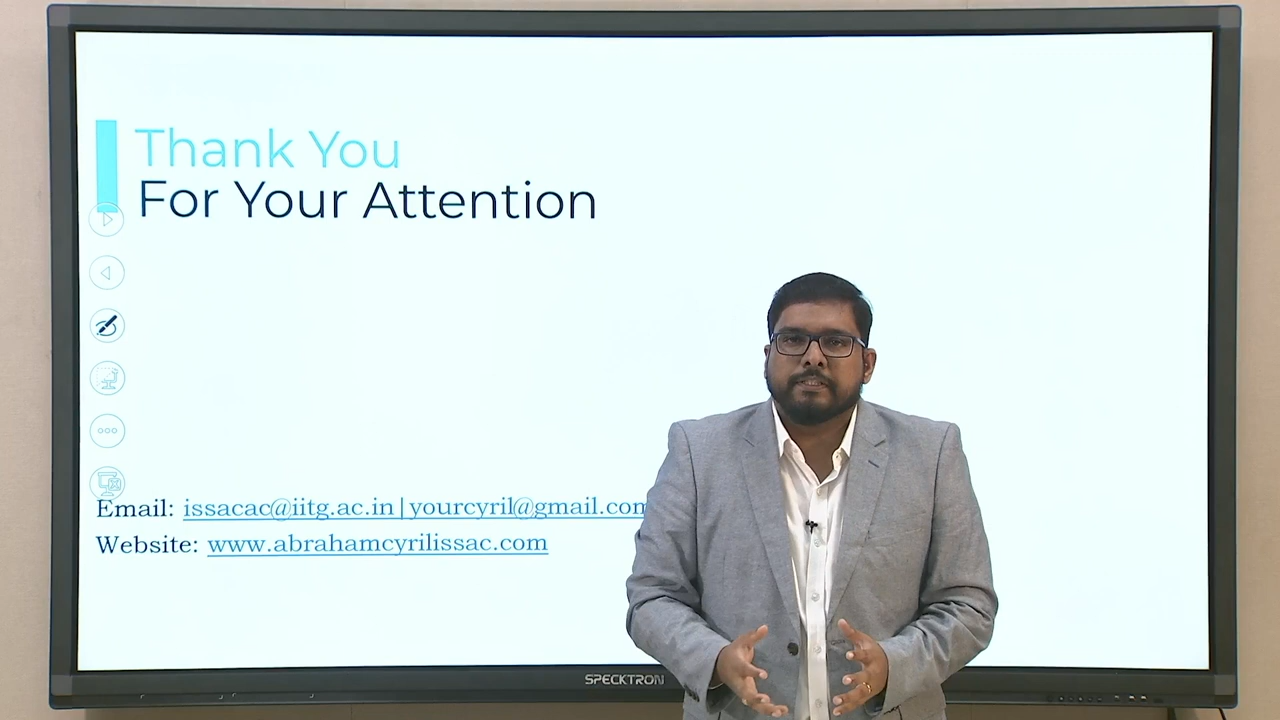 Thank You
For Your Attention
Email: issacac@iitg.ac.in|yourcyril@gmail.com
Website: www.abrahamcyrilissac.com
SPECKTRON